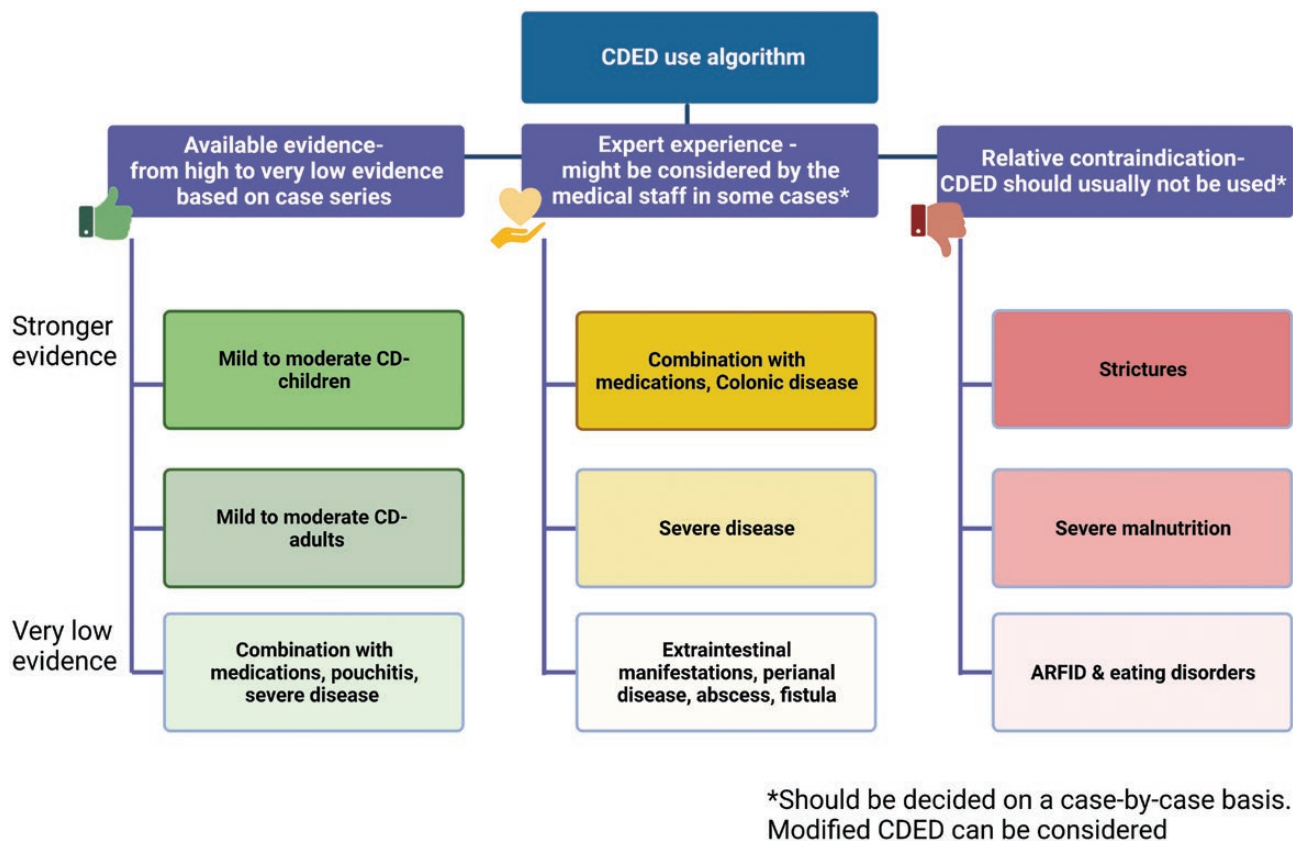 CDED use algorithm
Available evidence-
from high to very low evidence
based on case series
Expert experience -
might be considered by the
medical staff in some cases*
Relative contraindication-
CDED should usually not be used*
Stronger
evidence
Mild to moderate CD-
children
Combination with
medications, Colonic disease
Strictures
Mild to moderate CD-
adults
Severe disease
Severe malnutrition
Very low
evidence
Combination with
medications, pouchitis,
severe disease
Extraintestinal
manifestations, perianal
disease, abscess, fistula
ARFID & eating disorders
*Should be decided on a case-by-case basis.
Modified CDED can be considered